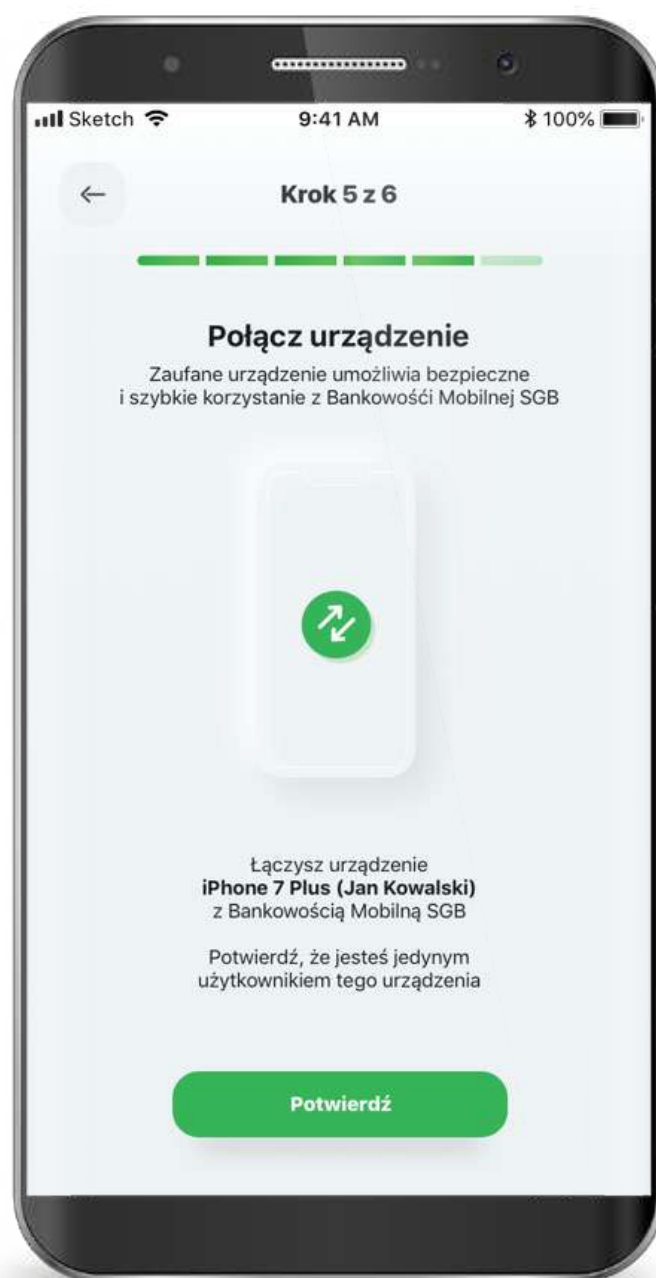 Sketch
9:41 AM
100%
Krok 5 z 6
Połącz urządzenie
Zaufane urządzenie umożliwia bezpieczne
i szybkie korzystanie z Bankowośći Mobilnej SGB
Łączysz urządzenie
iPhone 7 Plus (Jan Kowalski)
z Bankowością Mobilną SGB
Potwierdź, że jesteś jedynym
użytkownikiem tego urządzenia
Potwierdź